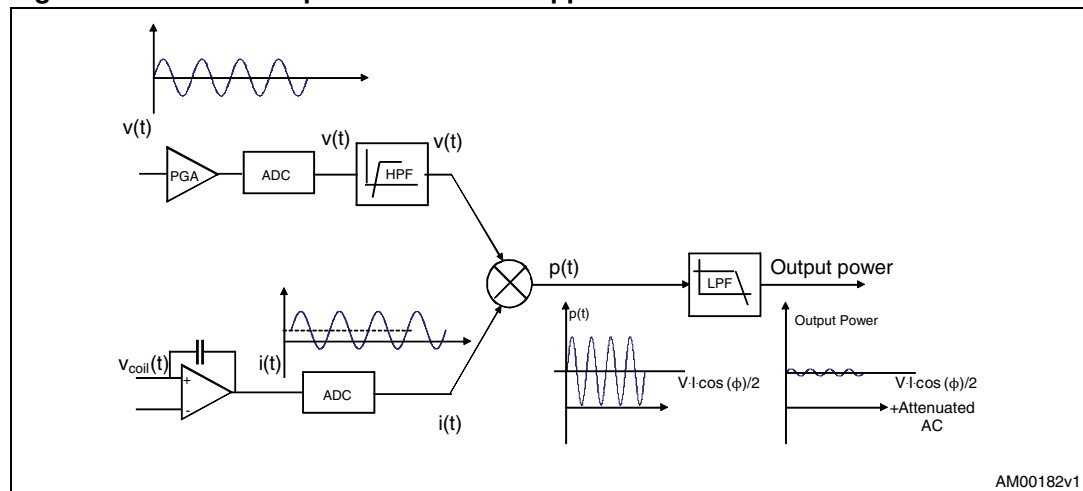 v(t)
v(t)
v(t)
PGA
ADC
HPF
p(t)
Output power
LPF
p(t)
Output Power
v_coil(t)
i(t)
+
-
ADC
i(t)
V·I·cos (ϕ)/2
V·I·cos (ϕ)/2
+Attenuated
AC
AM00182v1